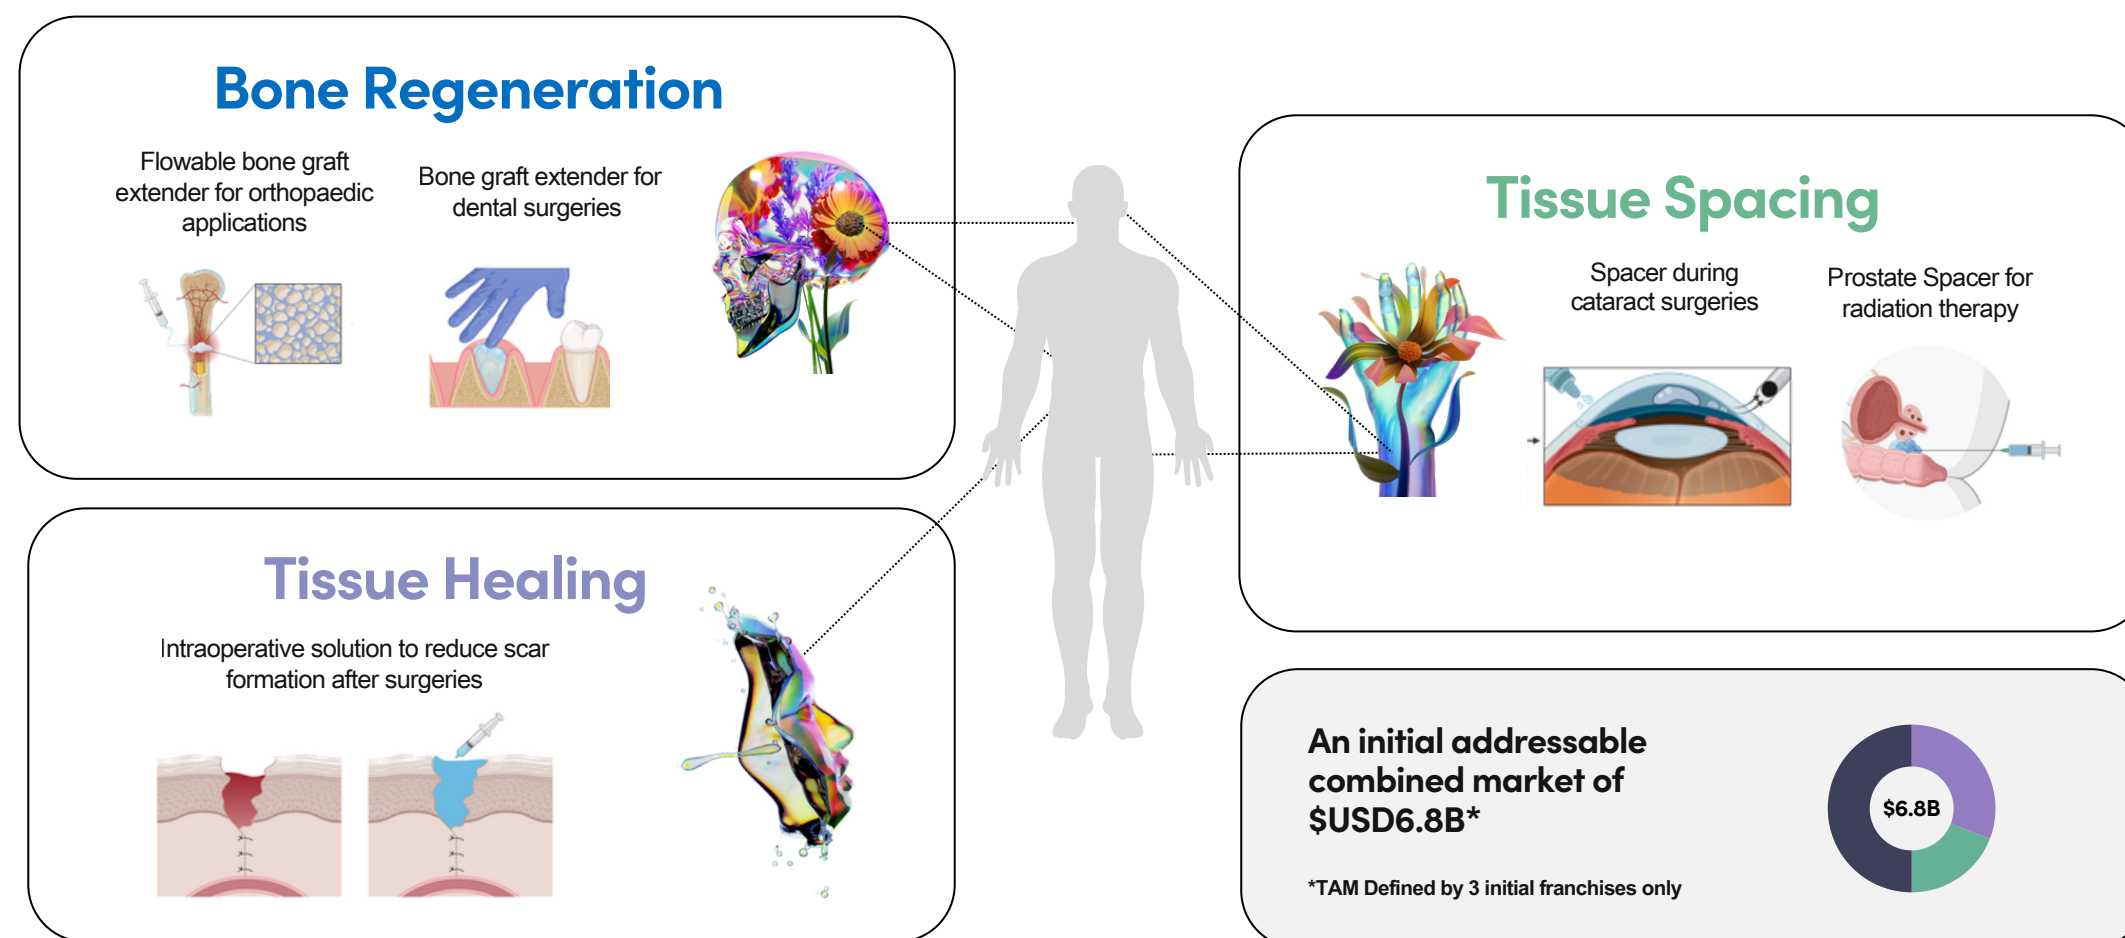 Bone Regeneration
Flowable bone graft
extender for orthopaedic
applications
Bone graft extender for
dental surgeries
Tissue Spacing
Spacer during
cataract surgeries
Prostate Spacer for
radiation therapy
Tissue Healing
Intraoperative solution to reduce scar
formation after surgeries
An initial addressable
combined market of
$USD6.8B*
*TAM Defined by 3 initial franchises only
$6.8B